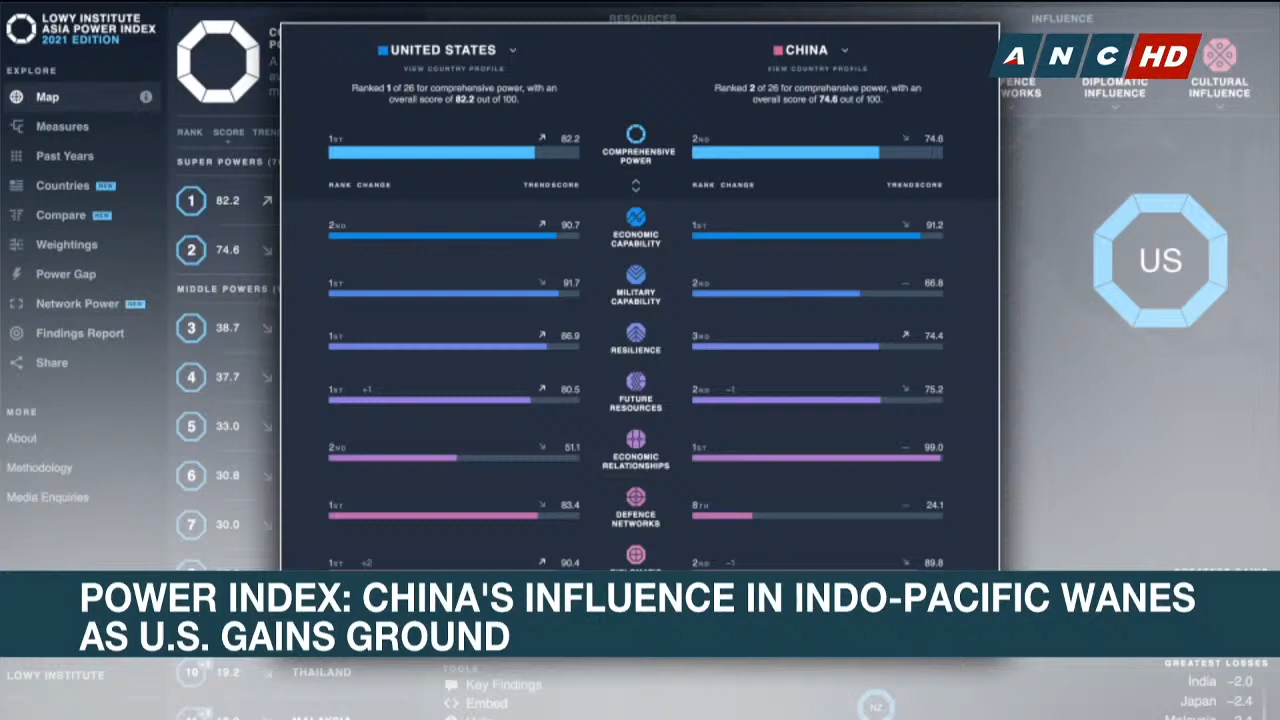 LOWY INSTITUTE
ASIA POWER INDEX
2021 EDITION
EXPLORE
Map
Measures
Past Years
Countries NEW
Compare NEW
Weightings
Power Gap
Network Power NEW
Findings Report
Share
MORE
About
Methodology
Media Enquiries
LOWY INSTITUTE
RANK SCORE TREND
SUPER POWERS
1 82.2
2 74.6
MIDDLE POWERS
3 38.7
4 37.7
5 33.0
6 30.8
7 30.0
10 19.2 THAILAND
RESOURCES
INFLUENCE
ANC HD
DIPLOMATIC INFLUENCE
CULTURAL INFLUENCE
UNITED STATES
VIEW COUNTRY PROFILE
Ranked 1 of 26 for comprehensive power, with an
overall score of 82.2 out of 100.
CHINA
VIEW COUNTRY PROFILE
Ranked 2 of 26 for comprehensive power, with an
overall score of 74.6 out of 100.
1ST 82.2 COMPREHENSIVE POWER 2ND 74.6
RANK CHANGE TREND SCORE RANK CHANGE TREND SCORE
2ND 90.7 ECONOMIC CAPABILITY 1ST 91.2
1ST 91.7 MILITARY CAPABILITY 2ND 66.8
1ST 86.9 RESILIENCE 3RD 74.4
1ST +1 80.5 FUTURE RESOURCES 2ND -1 75.2
2ND 51.1 ECONOMIC RELATIONSHIPS 1ST 99.0
1ST 83.4 DEFENCE NETWORKS 8TH 24.1
1ST +2 90.4 2ND -1 89.8
US
POWER INDEX: CHINA'S INFLUENCE IN INDO-PACIFIC WANES
AS U.S. GAINS GROUND
TOOLS
Key Findings
Embed
NZ
GREATEST LOSSES
India -2.0
Japan -2.4